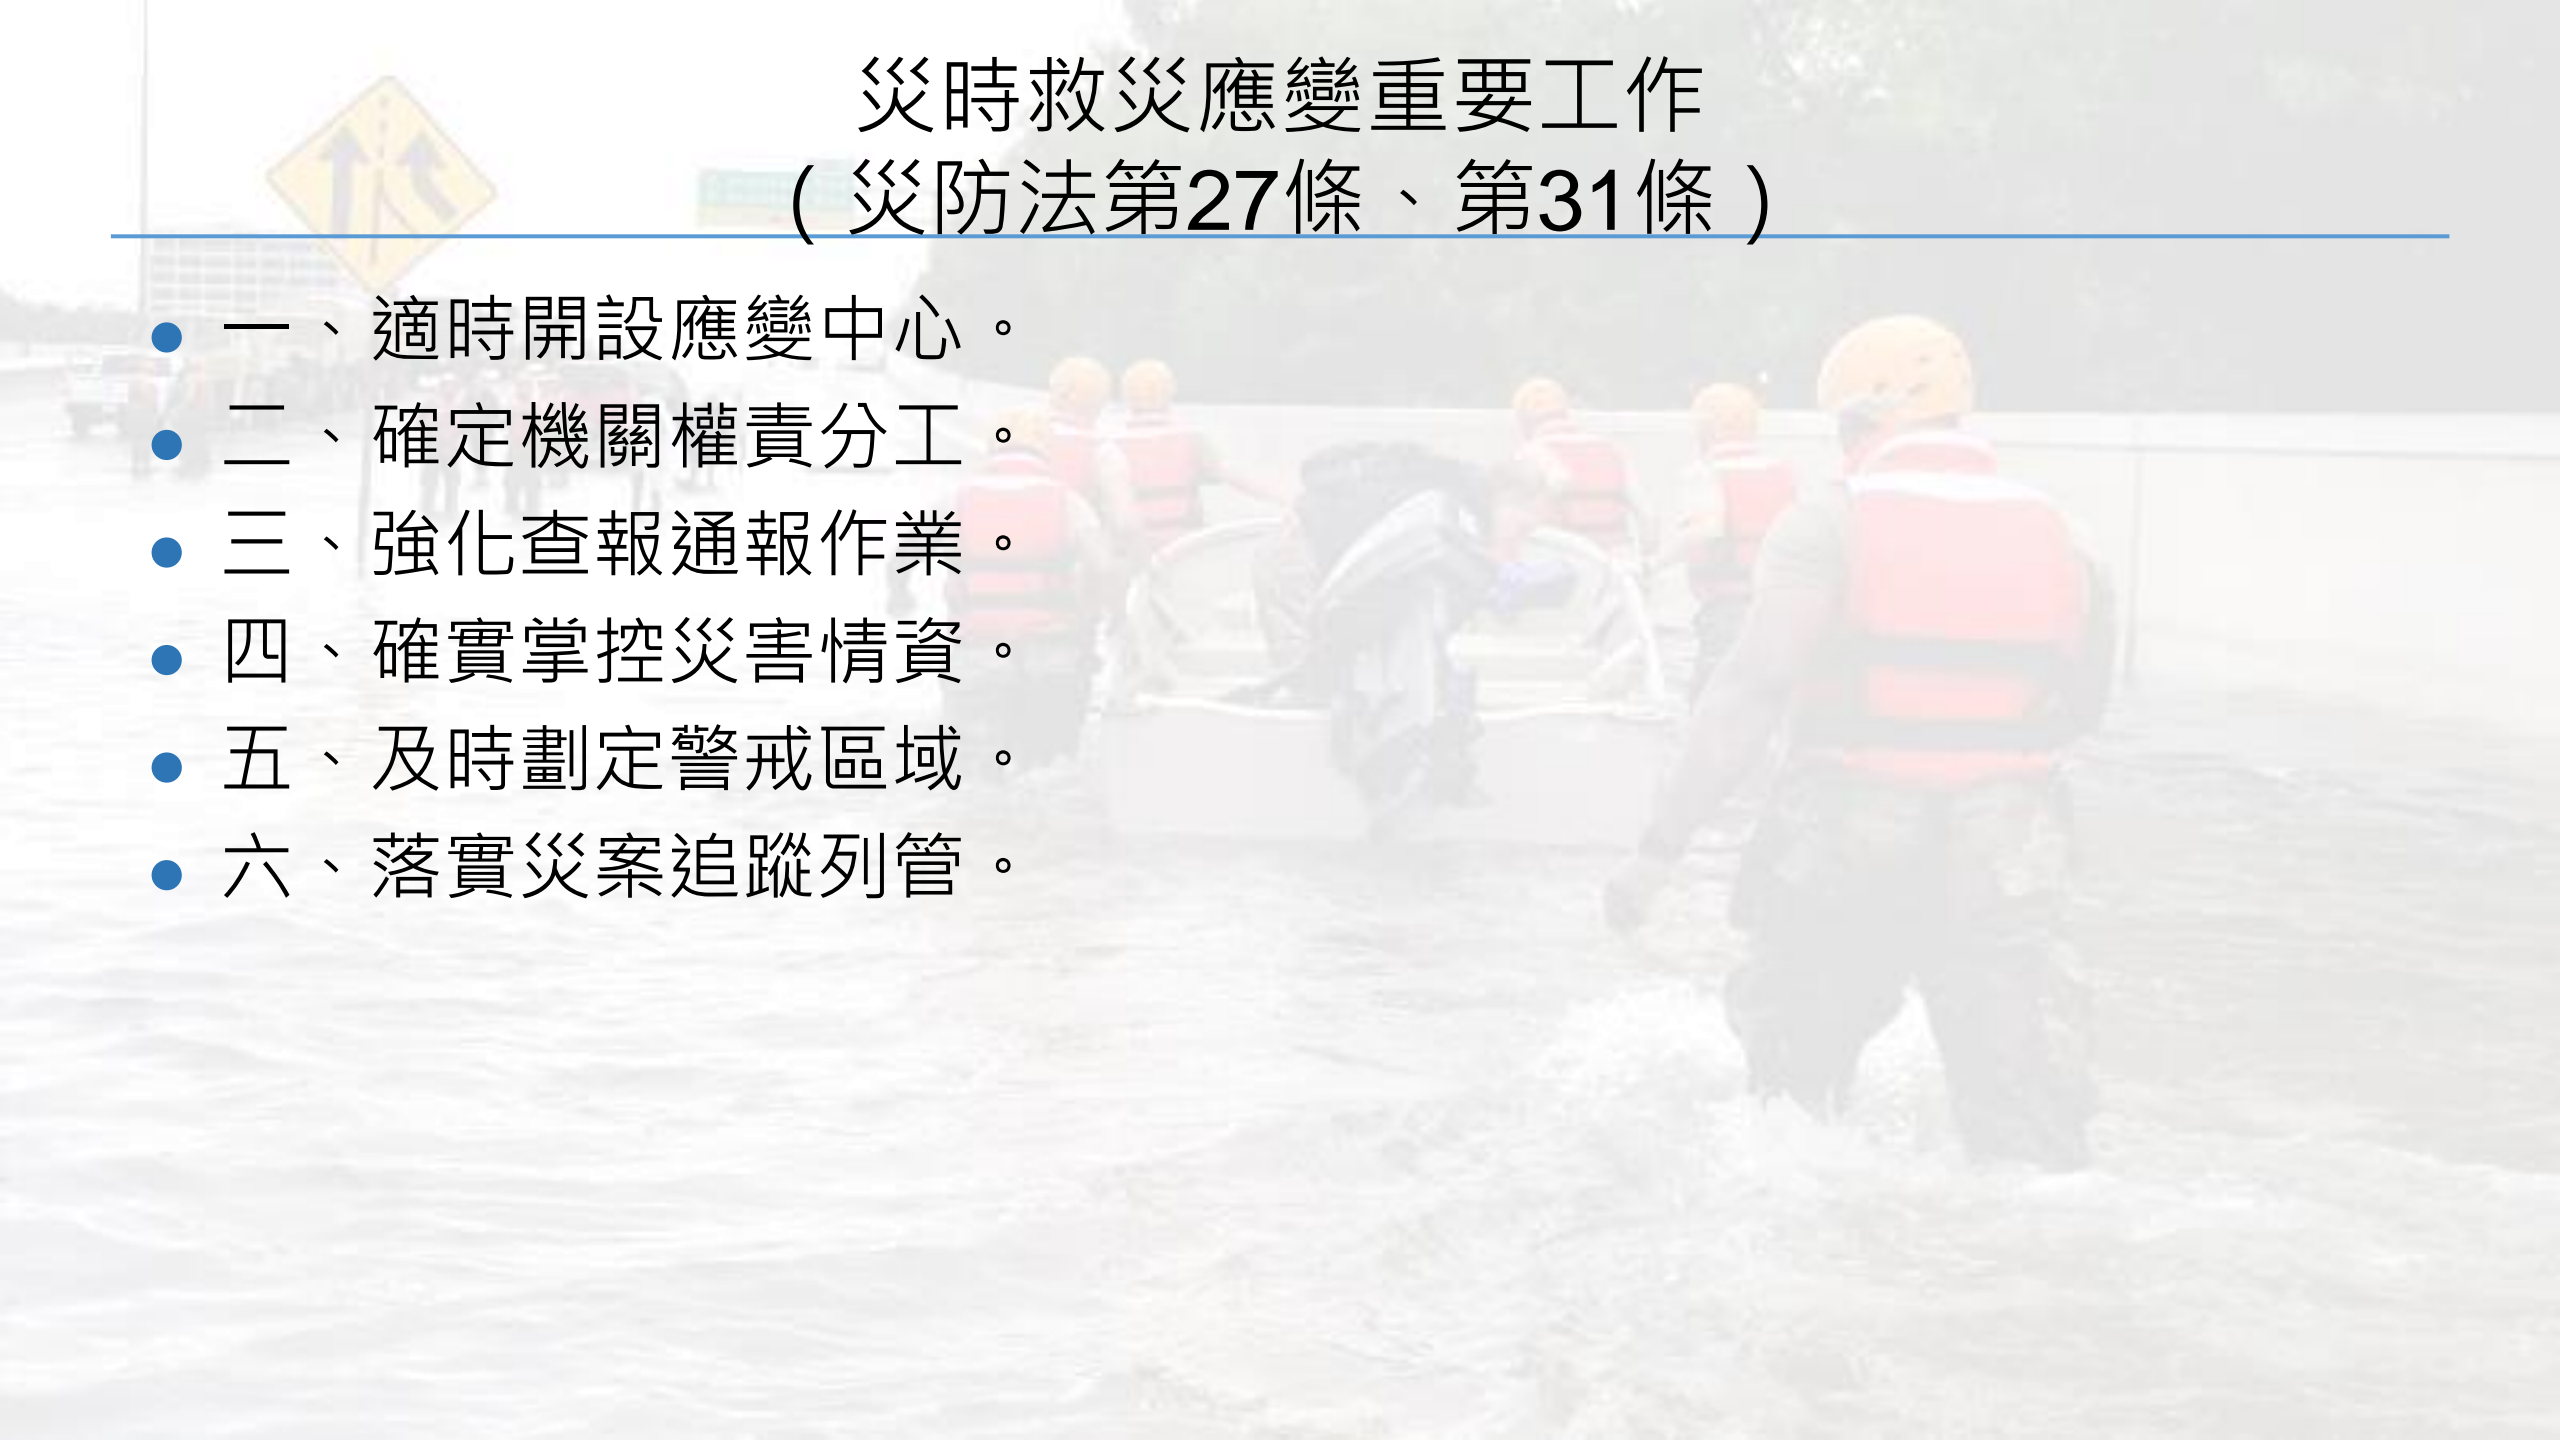 災時救災應變重要工作
（災防法第27條、第31條）
● 一、適時開設應變中心。
● 二、確定機關權責分工。
● 三、強化查報通報作業。
● 四、確實掌控災害情資。
● 五、及時劃定警戒區域。
● 六、落實災案追蹤列管。